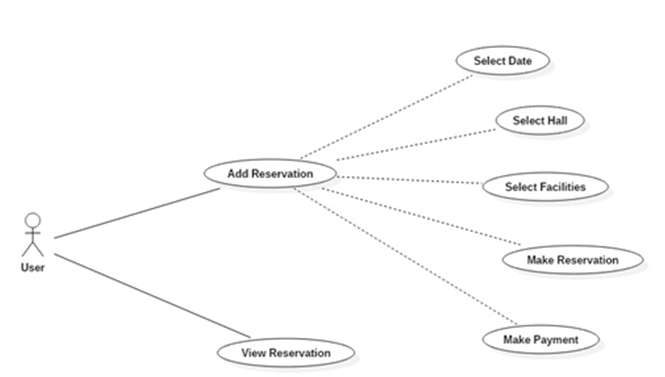 Select Date
Select Hall
Add Reservation
Select Facilities
User
Make Reservation
Make Payment
View Reservation